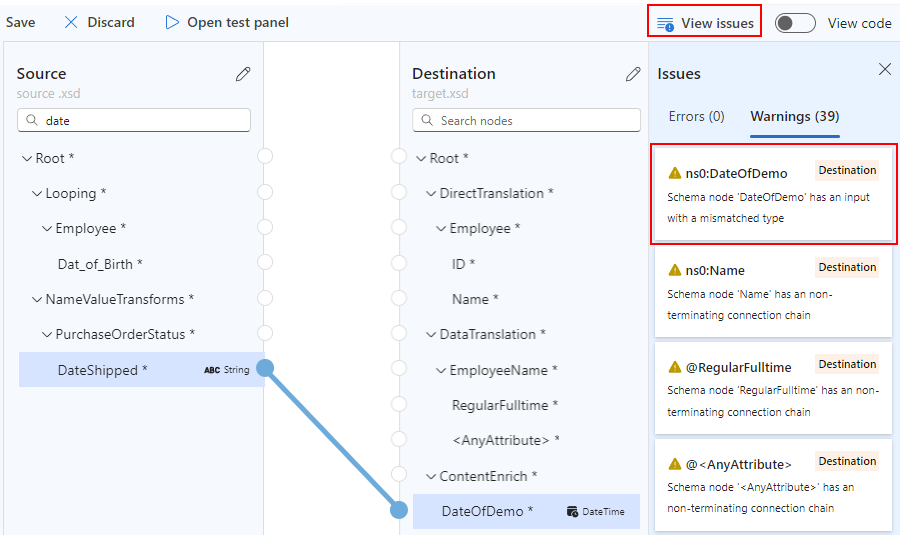 Save Discard Open test panel View issues View code
Source
source .xsd
date
Root *
Looping *
Employee *
Dat_of_Birth *
NameValueTransforms *
PurchaseOrderStatus *
DateShipped * ABC String
Destination
target.xsd
Search nodes
Root *
DirectTranslation *
Employee *
ID *
Name *
DataTranslation *
EmployeeName *
RegularFulltime *
<AnyAttribute> *
ContentEnrich *
DateOfDemo * DateTime
Issues
Errors (0) Warnings (39)
ns0:DateOfDemo Destination
Schema node 'DateOfDemo' has an input
with a mismatched type
ns0:Name Destination
Schema node 'Name' has an non-
terminating connection chain
@RegularFulltime Destination
Schema node 'RegularFulltime' has an non-
terminating connection chain
@<AnyAttribute> Destination
Schema node '<AnyAttribute>' has an
non-terminating connection chain